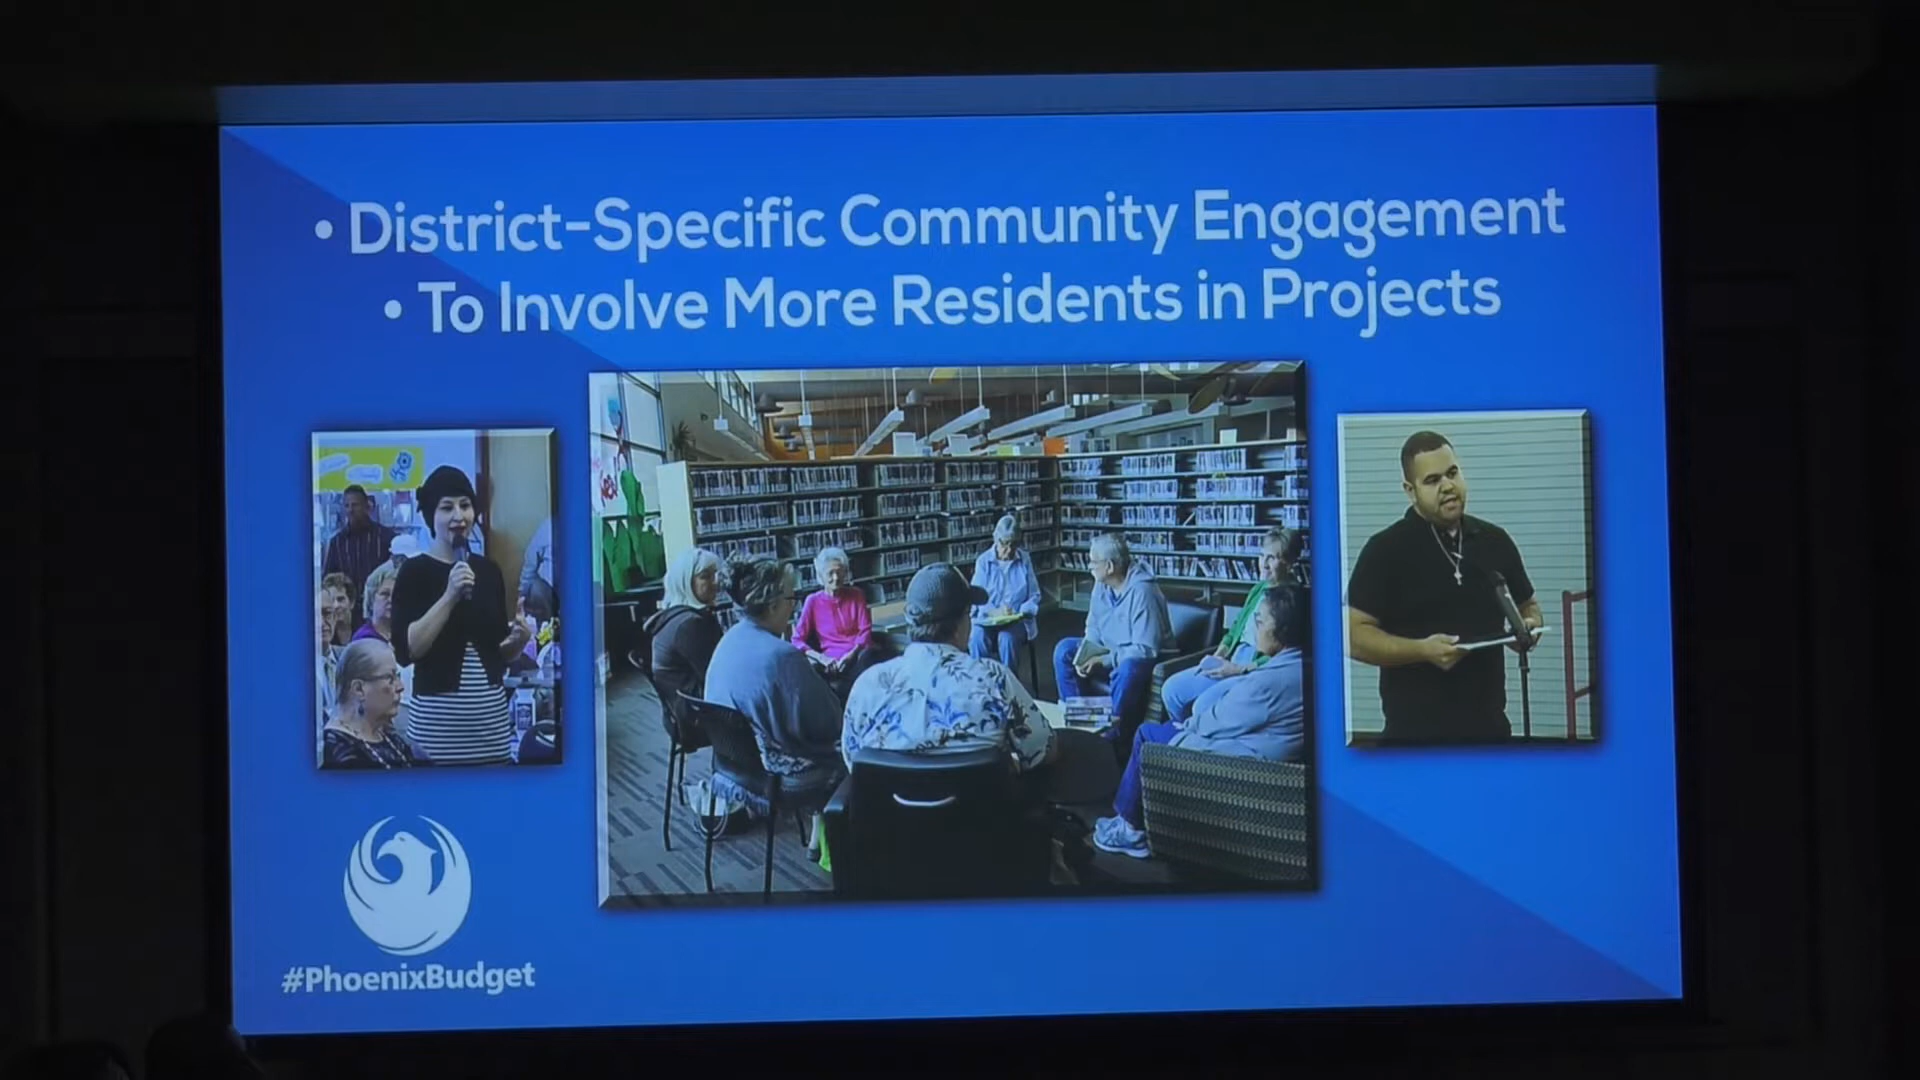 • District-Specific Community Engagement
• To Involve More Residents in Projects
#PhoenixBudget